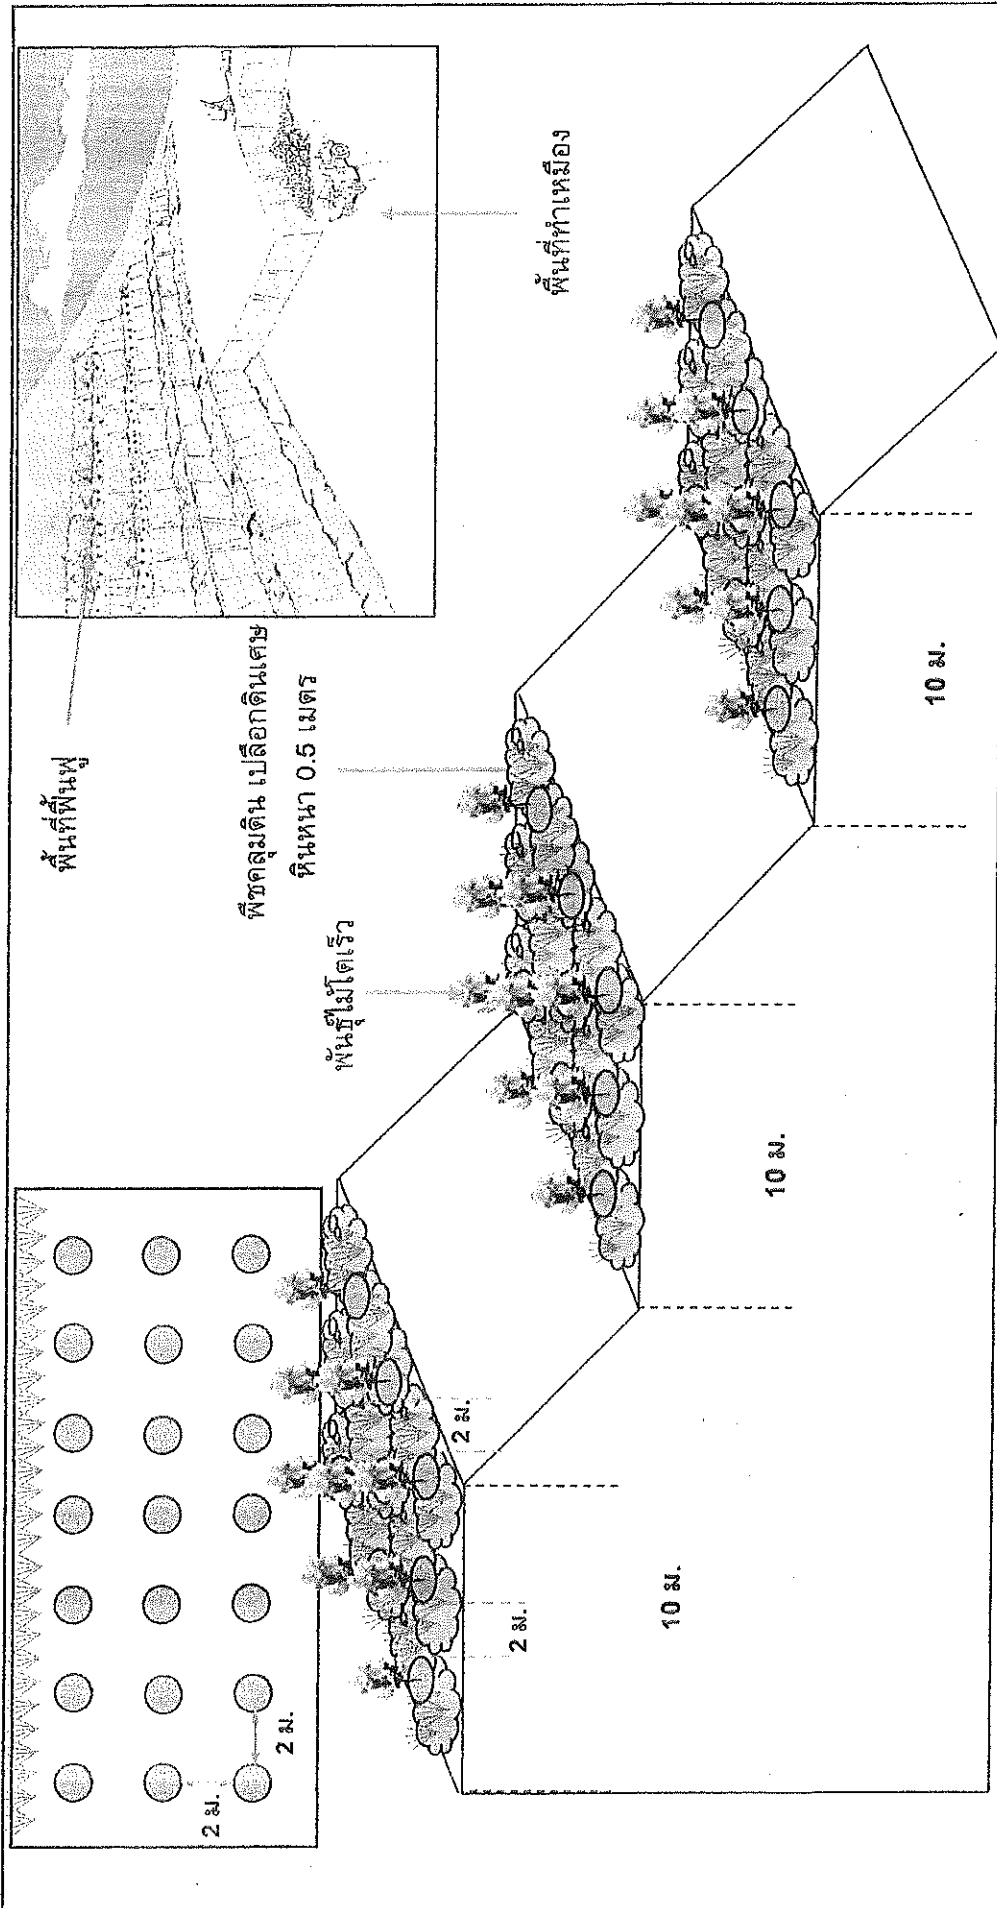 พื้นที่ฟื้นฟู
พื้นที่ทำเหมือง
พืชคลุมดิน เปลือกดินเศษ
หินหนา 0.5 เมตร
พันธุ์ไม้โตเร็ว
2 ม.
2 ม.
2 ม.
2 ม.
10 ม.
10 ม.
10 ม.